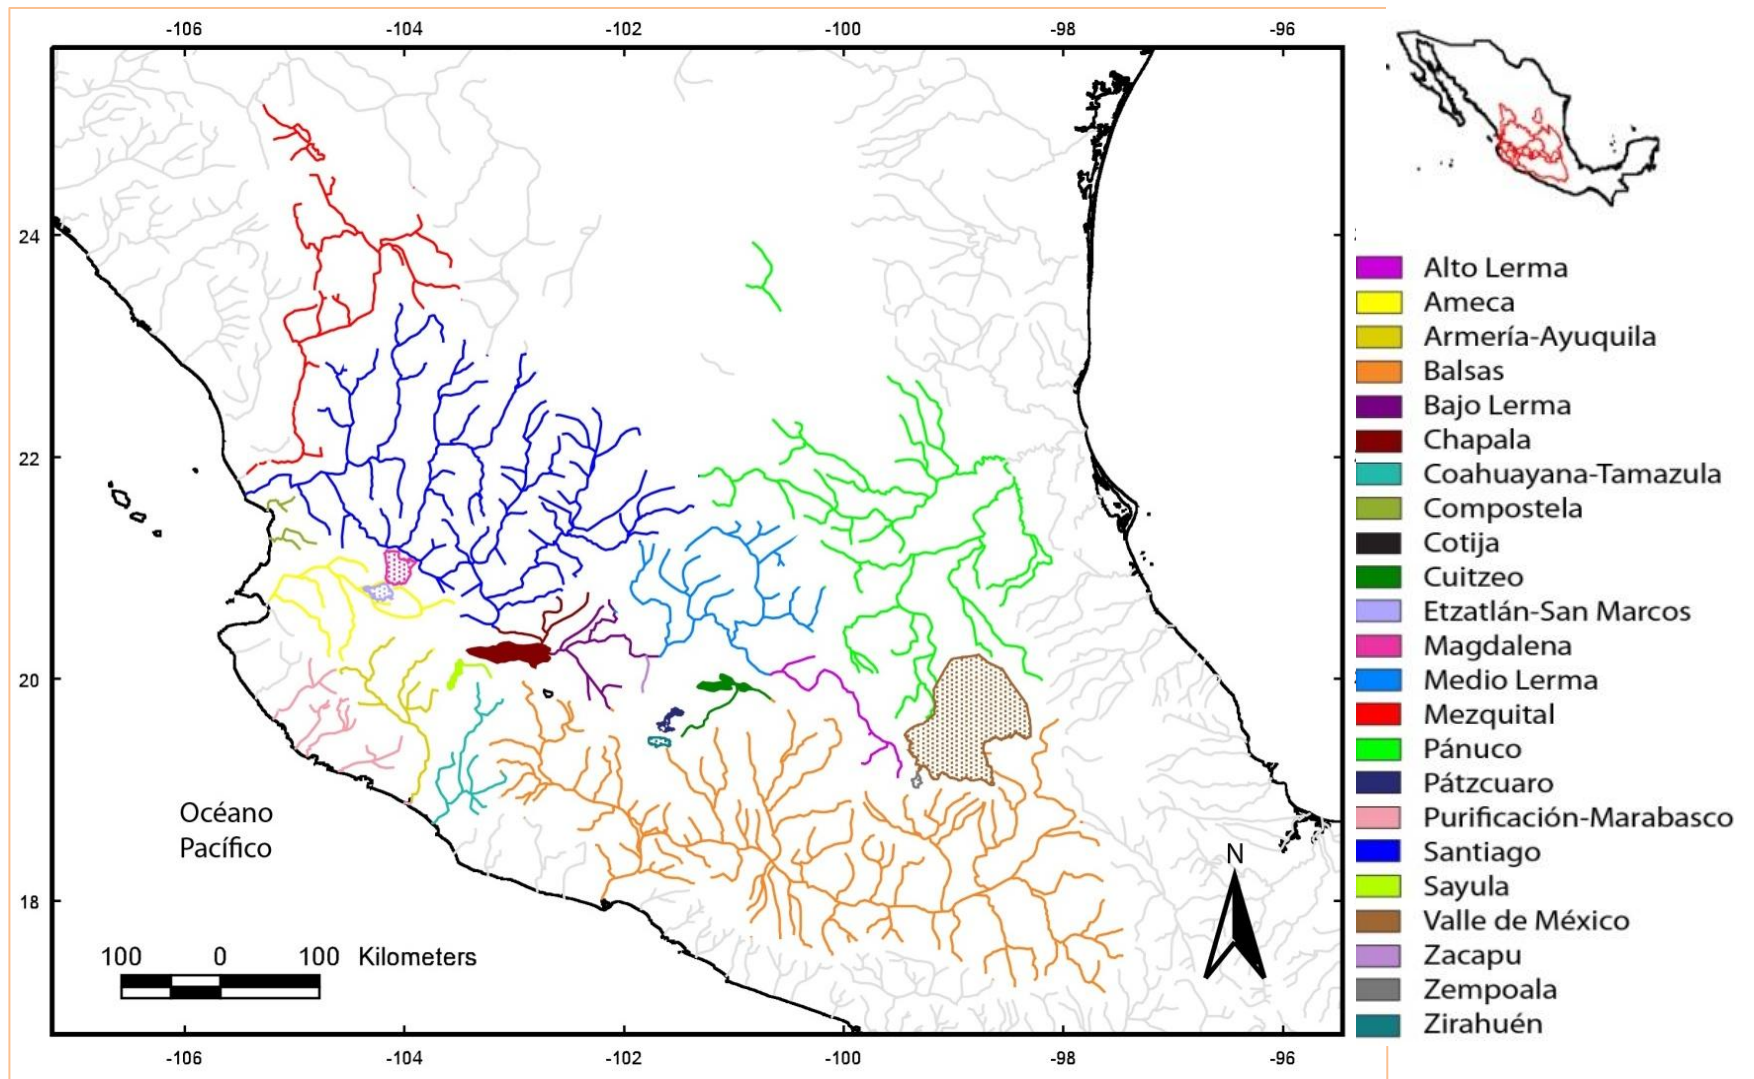 -106 -104 -102 -100 -98 -96
24
22
20
18
Océano
Pacífico
100 0 100 Kilometers
N
-106 -104 -102 -100 -98 -96
Alto Lerma
Ameca
Armería-Ayuquila
Balsas
Bajo Lerma
Chapala
Coahuayana-Tamazula
Compostela
Cotija
Cuitzeo
Etzatlán-San Marcos
Magdalena
Medio Lerma
Mezquital
Pánuco
Pátzcuaro
Purificación-Marabasco
Santiago
Sayula
Valle de México
Zacapu
Zempoala
Zirahuén